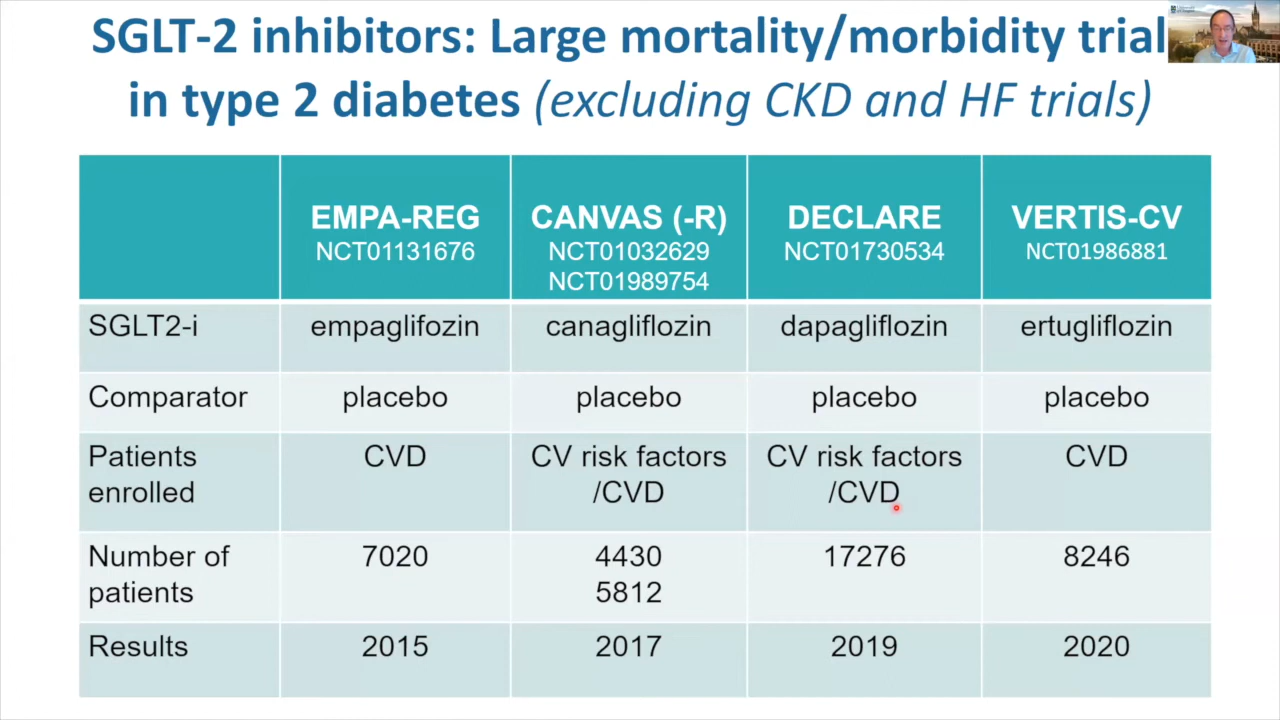 SGLT-2 inhibitors: Large mortality/morbidity trial
in type 2 diabetes (excluding CKD and HF trials)
EMPA-REG
NCT01131676
CANVAS (-R)
NCT01032629
NCT01989754
DECLARE
NCT01730534
VERTIS-CV
NCT01986881
SGLT2-i
empaglifozin
canagliflozin
dapagliflozin
ertugliflozin
Comparator
placebo
placebo
placebo
placebo
Patients
enrolled
CVD
CV risk factors
/CVD
CV risk factors
/CVD
CVD
Number of
patients
7020
4430
5812
17276
8246
Results
2015
2017
2019
2020